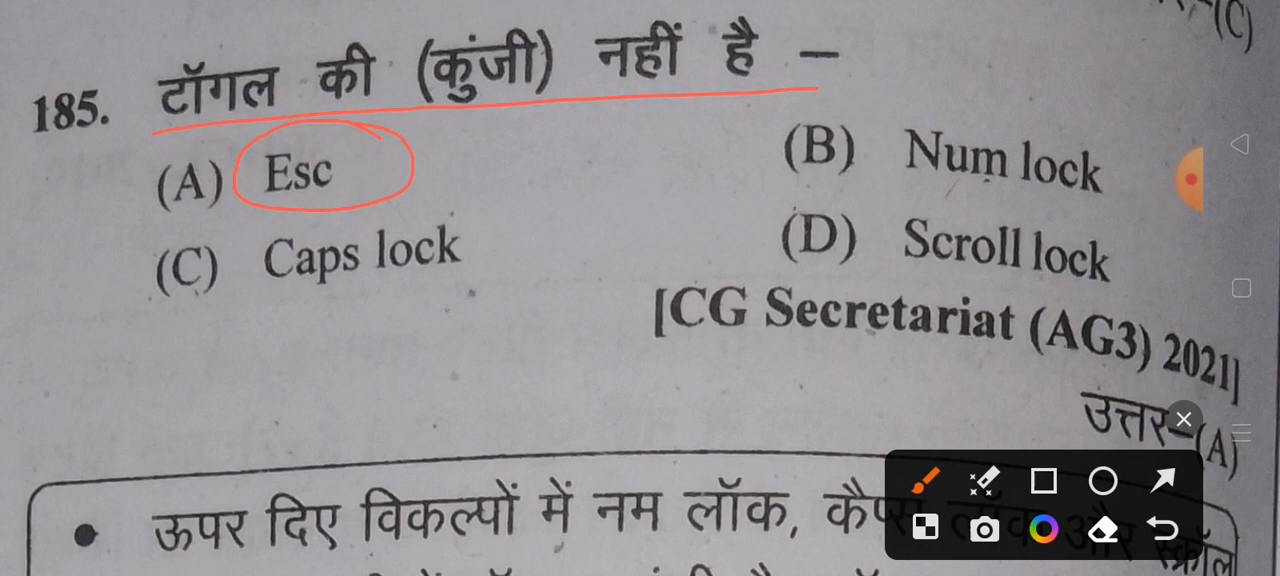 (C)
185. टॉगल की (कुंजी) नहीं है –
(A) Esc (B) Num lock
(C) Caps lock (D) Scroll lock
[CG Secretariat (AG3) 2021]
उत्तर–(A)
• ऊपर दिए विकल्पों में नम लॉक, कैप्स लॉक और स्क्रॉल